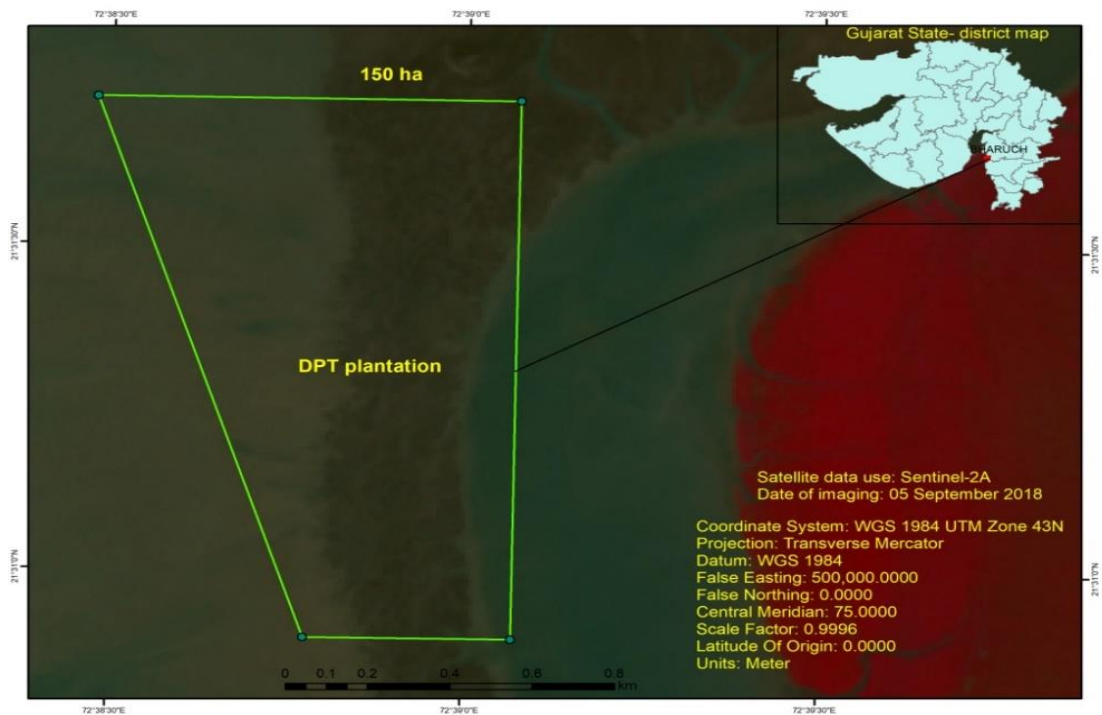 72°38'30"E 72°39'0"E 72°39'30"E
Gujarat State- district map
150 ha
BHARUCH
21°31'30"N
21°31'30"N
DPT plantation
Satellite data use: Sentinel-2A
Date of imaging: 05 September 2018
Coordinate System: WGS 1984 UTM Zone 43N
Projection: Transverse Mercator
Datum: WGS 1984
False Easting: 500,000.0000
False Northing: 0.0000
Central Meridian: 75.0000
Scale Factor: 0.9996
Latitude Of Origin: 0.0000
Units: Meter
21°31'0"N
21°31'0"N
0 0.1 0.2 0.4 0.6 0.8
km
72°38'30"E 72°39'0"E 72°39'30"E